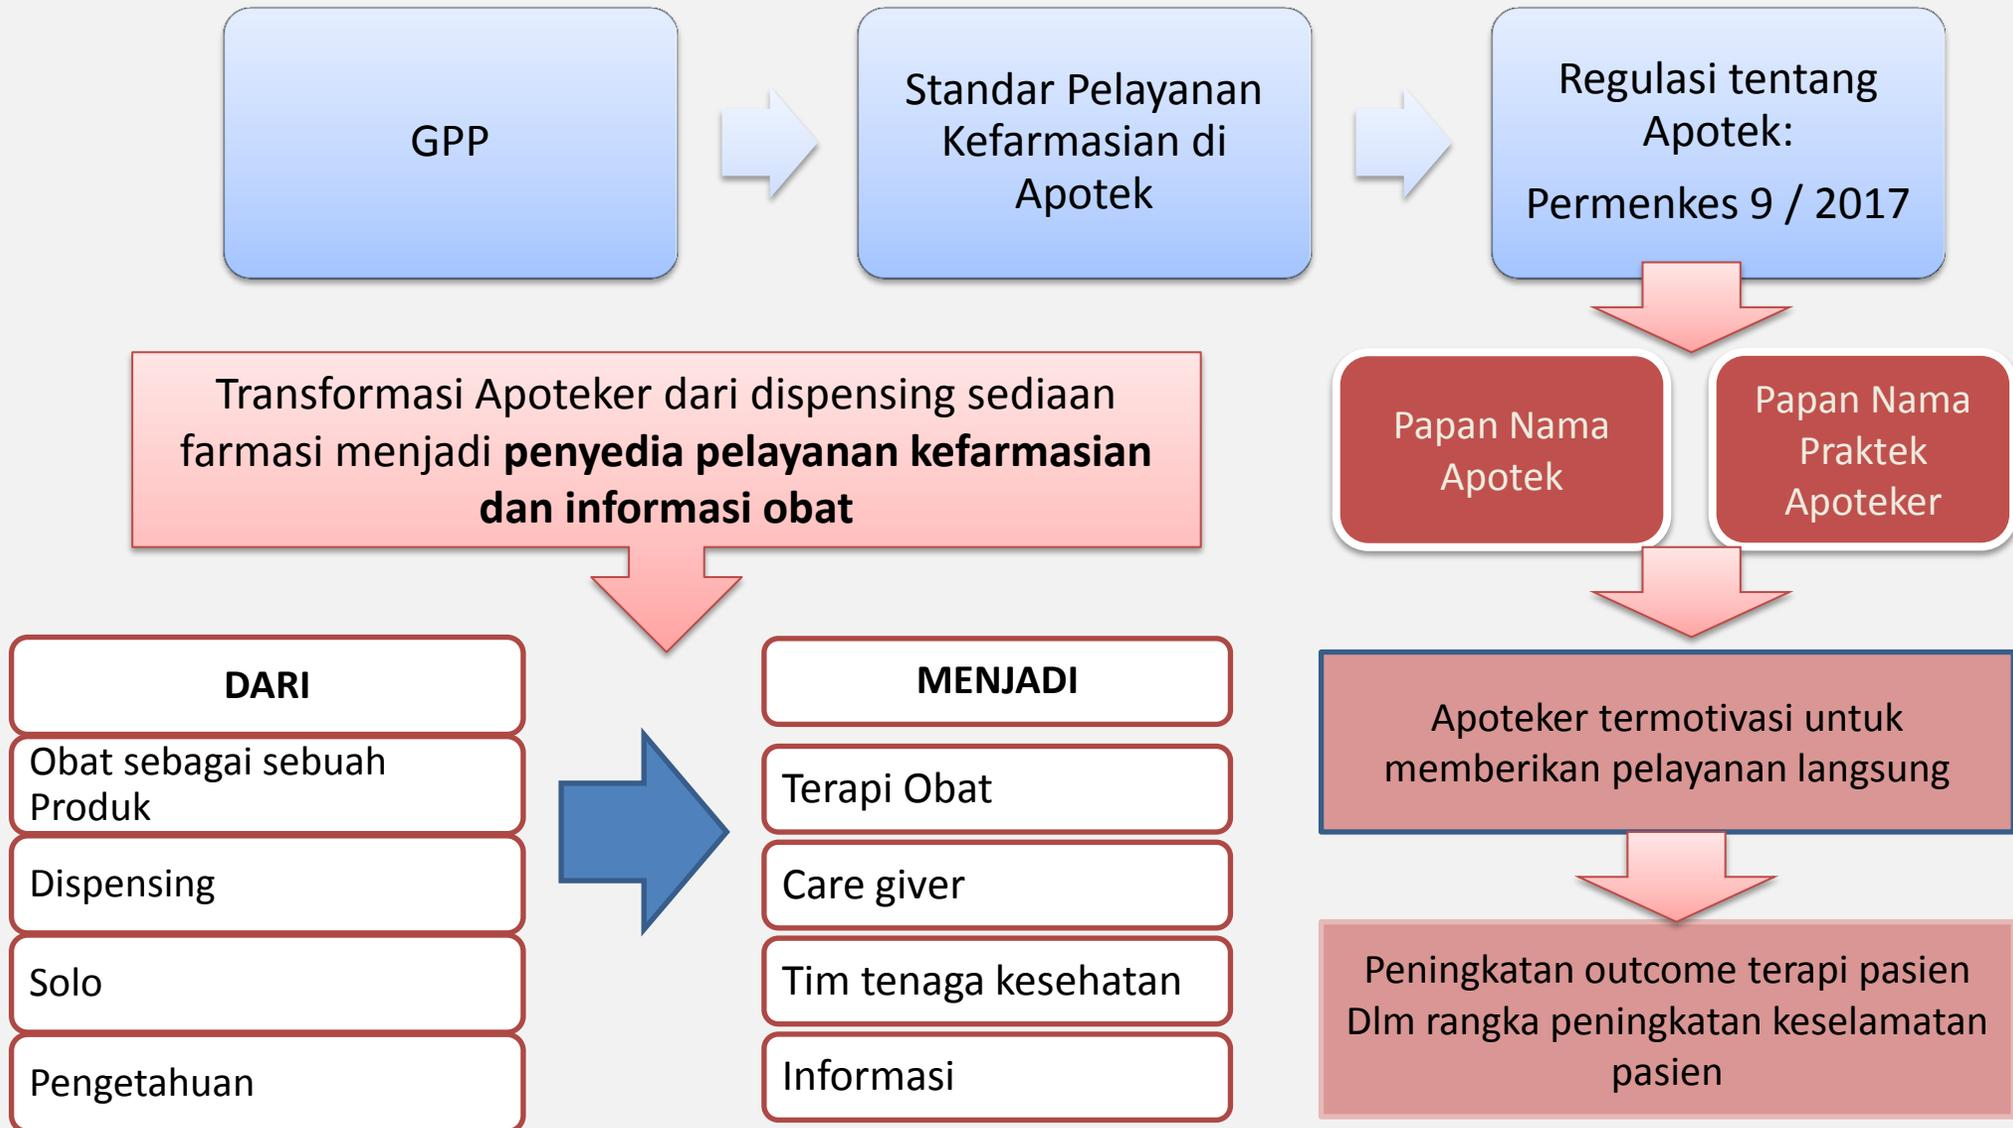 GPP
Standar Pelayanan
Kefarmasian di
Apotek
Regulasi tentang
Apotek:
Permenkes 9 / 2017
Transformasi Apoteker dari dispensing sediaan
farmasi menjadi penyedia pelayanan kefarmasian
dan informasi obat
Papan Nama
Apotek
Papan Nama
Praktek
Apoteker
DARI
Obat sebagai sebuah
Produk
Dispensing
Solo
Pengetahuan
MENJADI
Terapi Obat
Care giver
Tim tenaga kesehatan
Informasi
Apoteker termotivasi untuk
memberikan pelayanan langsung
Peningkatan outcome terapi pasien
Dlm rangka peningkatan keselamatan
pasien